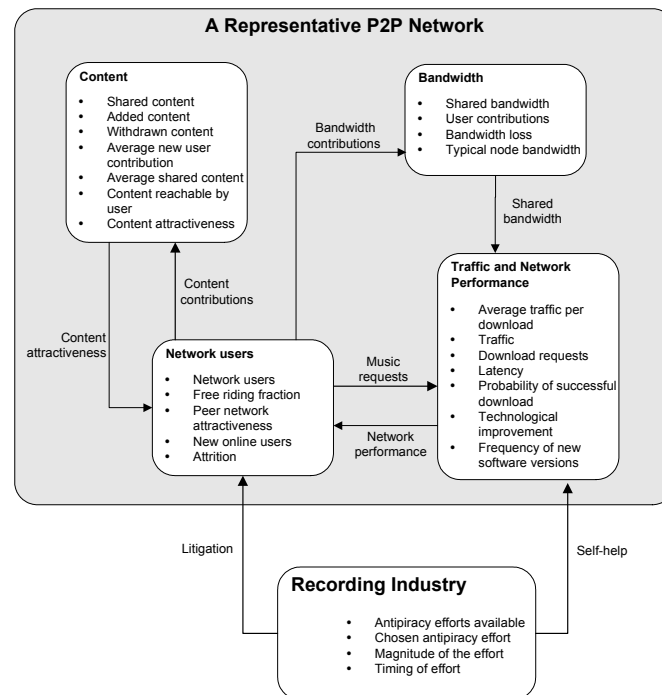 A Representative P2P Network
Content
• Shared content
• Added content
• Withdrawn content
• Average new user
contribution
• Average shared content
• Content reachable by
user
• Content attractiveness
Bandwidth
• Shared bandwidth
• User contributions
• Bandwidth loss
• Typical node bandwidth
Bandwidth
contributions
Shared
bandwidth
Content
contributions
Content
attractiveness
Traffic and Network
Performance
• Average traffic per
download
• Traffic
• Download requests
• Latency
• Probability of successful
download
• Technological
improvement
• Frequency of new
software versions
Network users
• Network users
• Free riding fraction
• Peer network
attractiveness
• New online users
• Attrition
Music
requests
Network
performance
Litigation
Self-help
Recording Industry
• Antipiracy efforts available
• Chosen antipiracy effort
• Magnitude of the effort
• Timing of effort